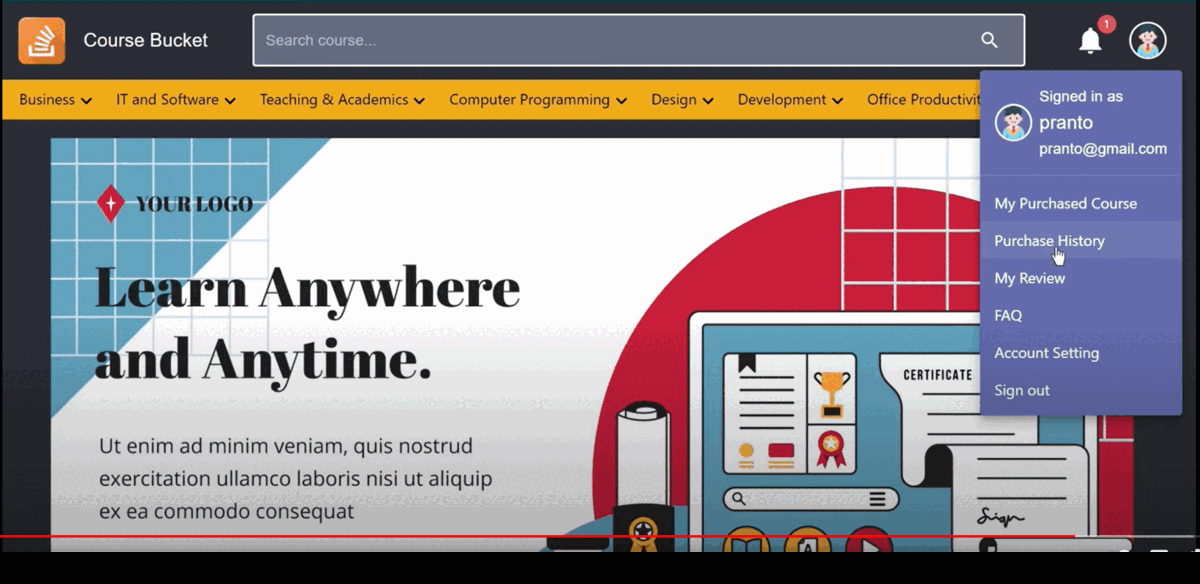 Course Bucket
Search course...
1
Business
IT and Software
Teaching & Academics
Computer Programming
Design
Development
Office Productivit
Signed in as
pranto
pranto@gmail.com
My Purchased Course
Purchase History
My Review
FAQ
Account Setting
Sign out
YOUR LOGO
Learn Anywhere
and Anytime.
Ut enim ad minim veniam, quis nostrud
exercitation ullamco laboris nisi ut aliquip
ex ea commodo consequat
CERTIFICATE
Sign
A